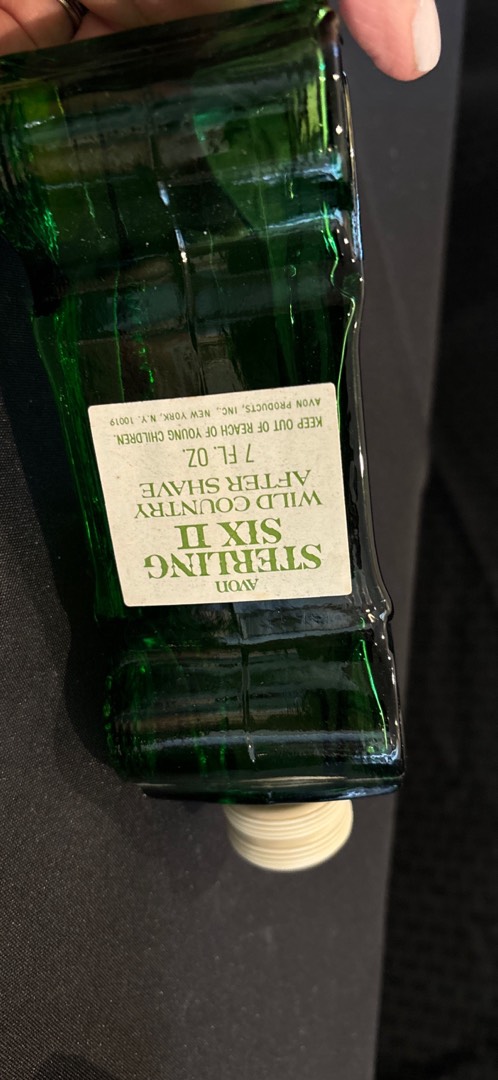 AVON
STERLING
SIX II
WILD COUNTRY
AFTER SHAVE
7 FL. OZ.
KEEP OUT OF REACH OF YOUNG CHILDREN.
AVON PRODUCTS, INC., NEW YORK, N.Y. 10019